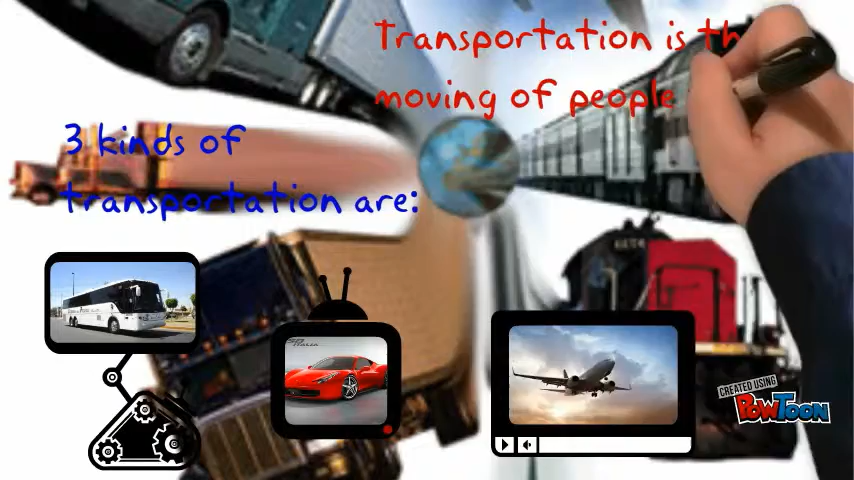 Transportation is th
moving of people
3 kinds of
transportation are:
CREATED USING
POWTOON